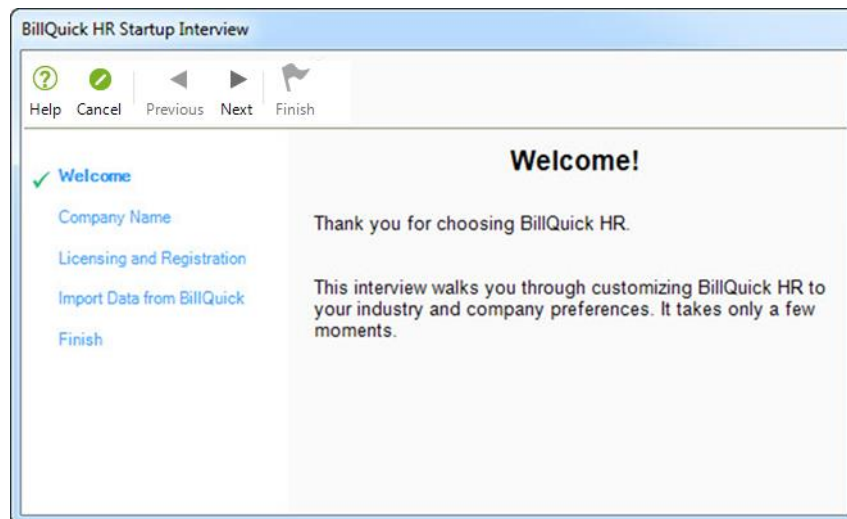 BillQuick HR Startup Interview
Help Cancel Previous Next Finish
Welcome
Company Name
Licensing and Registration
Import Data from BillQuick
Finish
Welcome!
Thank you for choosing BillQuick HR.
This interview walks you through customizing BillQuick HR to
your industry and company preferences. It takes only a few
moments.